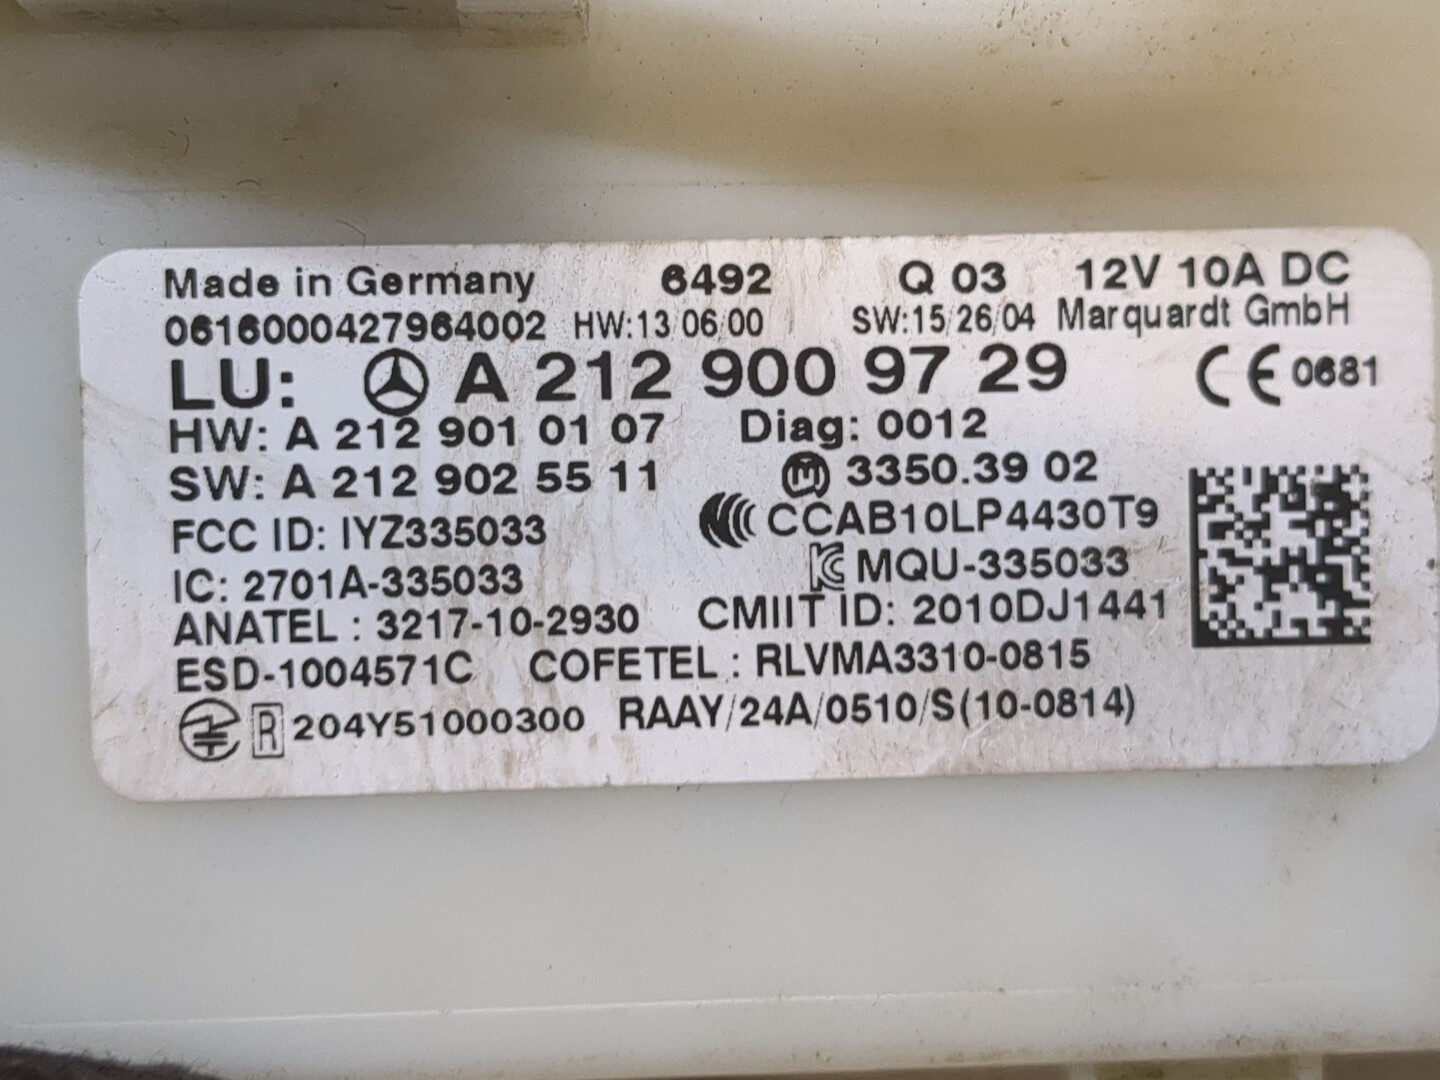 Made in Germany 6492 Q 03 12V 10A DC
0616000427964002 HW:13/06/00 SW:15/26/04 Marquardt GmbH
LU: A 212 900 97 29 CE 0681
HW: A 212 901 01 07 Diag: 0012
SW: A 212 902 55 11 m 3350.39 02
FCC ID: IYZ335033 CCAB10LP4430T9
IC: 2701A-335033 MQU-335033
ANATEL : 3217-10-2930 CMIIT ID: 2010DJ1441
ESD-1004571C COFETEL : RLVMA3310-0815
R 204Y51000300 RAAY/24A/0510/S(10-0814)